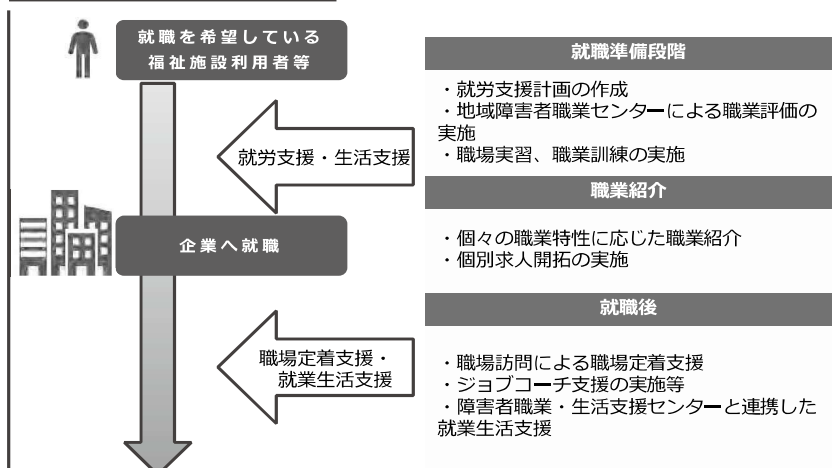 就職を希望している
福祉施設利用者等
就労支援・生活支援
企業へ就職
職場定着支援・
就業生活支援
就職準備段階
・就労支援計画の作成
・地域障害者職業センターによる職業評価の
実施
・職場実習、職業訓練の実施
職業紹介
・個々の職業特性に応じた職業紹介
・個別求人開拓の実施
就職後
・職場訪問による職場定着支援
・ジョブコーチ支援の実施等
・障害者職業・生活支援センターと連携した
就業生活支援